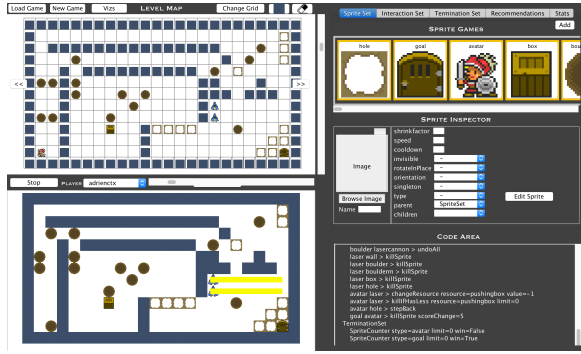 Load Game New Game Vizs LEVEL MAP Change Grid
<< >>
Stop PLAYER adrienctx
Sprite Set Interaction Set Termination Set Recommendations Stats
Add
SPRITE GAMES
hole goal avatar box bou
SPRITE INSPECTOR
Image
Browse Image
Name
shrinkfactor
speed
cooldown
invisible –
rotateInPlace –
orientation –
singleton –
type –
parent SpriteSet
children
Edit Sprite
CODE AREA
boulder lasercannon > undoAll
laser wall > killSprite
laser boulder > killSprite
laser boulderm > killSprite
laser box > killSprite
laser hole > killSprite
avatar laser > changeResource resource=pushingbox value=-1
avatar laser > killIfHasLess resource=pushingbox limit=0
avatar hole > stepBack
goal avatar > killSprite scoreChange=5
TerminationSet
SpriteCounter stype=avatar limit=0 win=False
SpriteCounter stype=goal limit=0 win=True